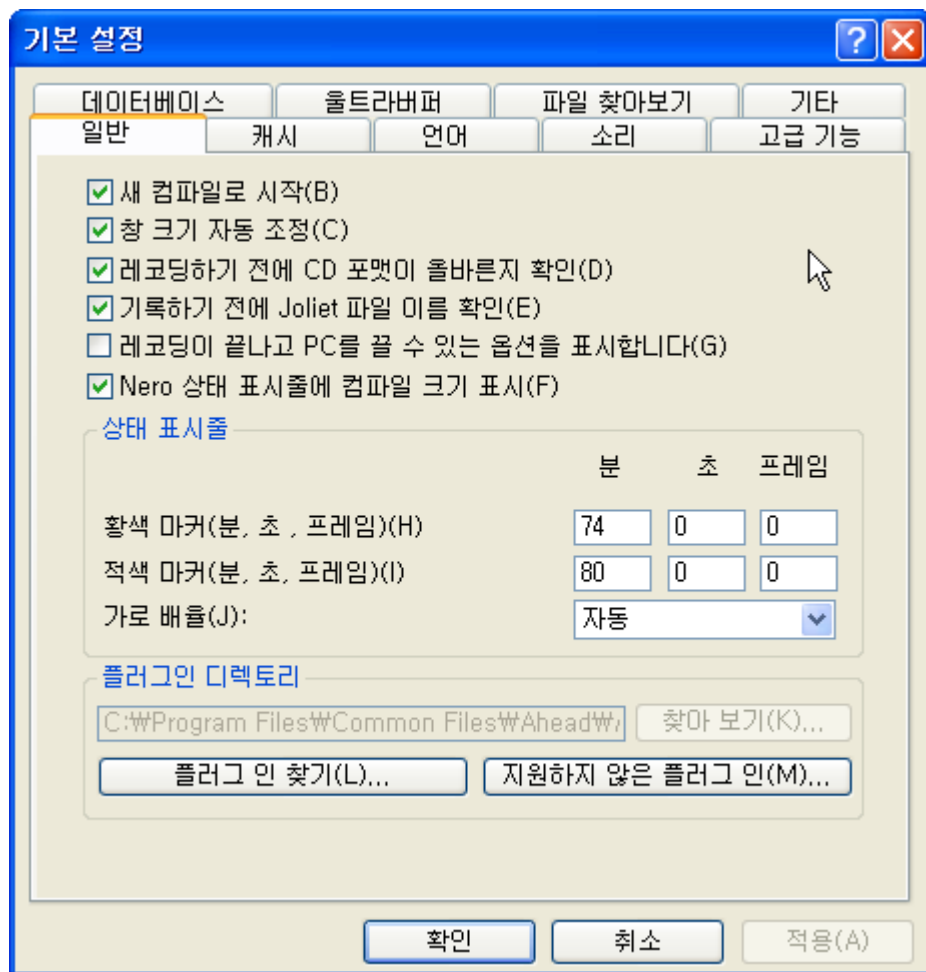 기본 설정
데이터베이스 울트라버퍼 파일 찾아보기 기타
일반 캐시 언어 소리 고급 기능
새 컴파일로 시작(B)
창 크기 자동 조정(C)
레코딩하기 전에 CD 포맷이 올바른지 확인(D)
기록하기 전에 Joliet 파일 이름 확인(E)
레코딩이 끝나고 PC를 끌 수 있는 옵션을 표시합니다(G)
Nero 상태 표시줄에 컴파일 크기 표시(F)
상태 표시줄
분 초 프레임
황색 마커(분, 초 , 프레임)(H) 74 0 0
적색 마커(분, 초, 프레임)(I) 80 0 0
가로 배율(J): 자동
플러그인 디렉토리
C:₩Program Files₩Common Files₩Ahead₩ 찾아 보기(K)...
플러그 인 찾기(L)... 지원하지 않은 플러그 인(M)...
확인 취소 적용(A)